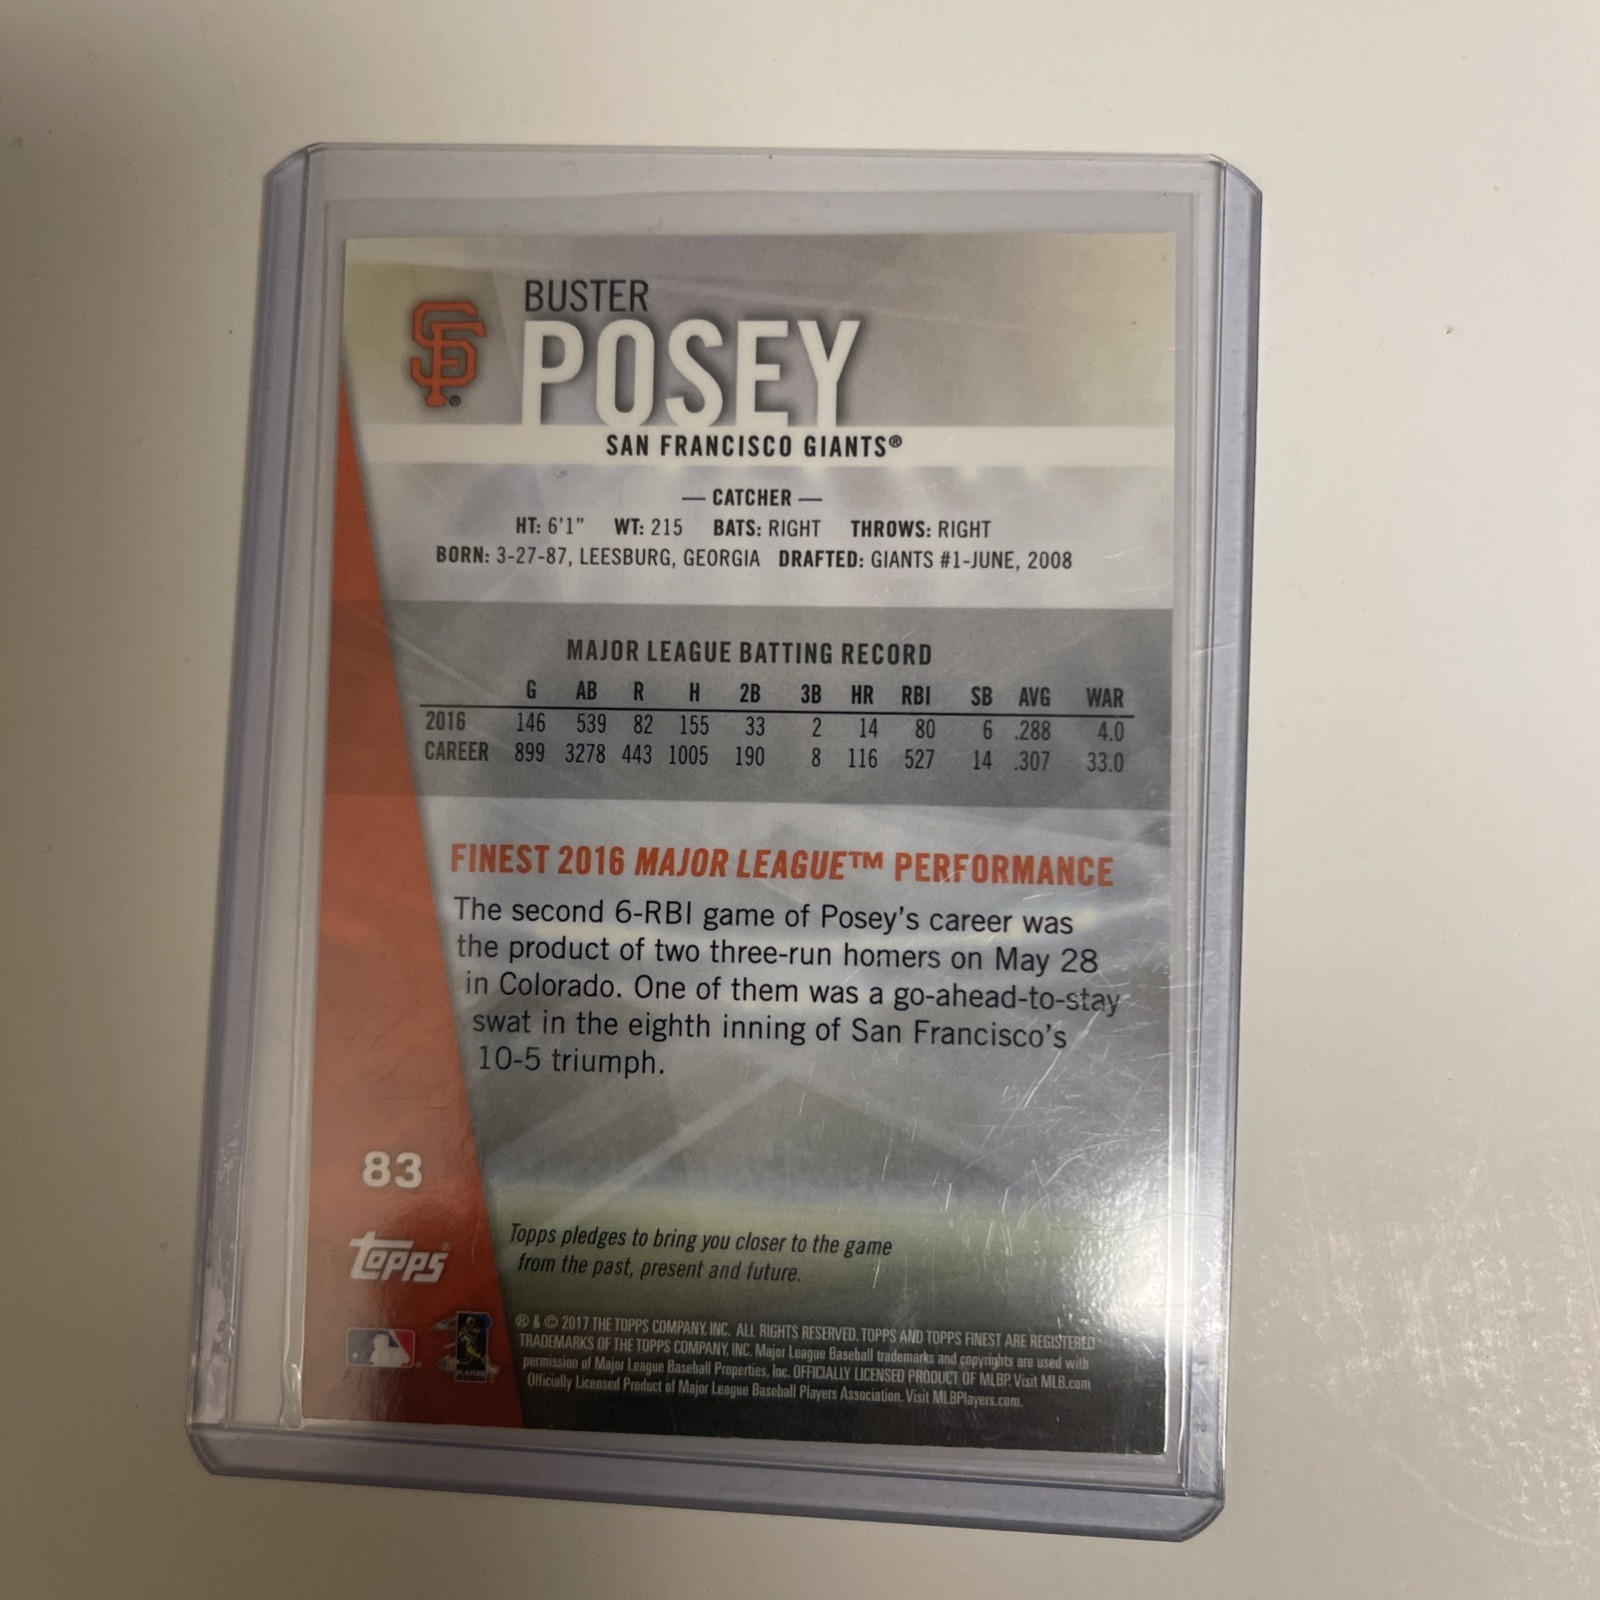 BUSTER
POSEY
SF®
SAN FRANCISCO GIANTS®
— CATCHER —
HT: 6'1" WT: 215 BATS: RIGHT THROWS: RIGHT
BORN: 3-27-87, LEESBURG, GEORGIA DRAFTED: GIANTS #1-JUNE, 2008
MAJOR LEAGUE BATTING RECORD
G AB R H 2B 3B HR RBI SB AVG WAR
2016 146 539 82 155 33 2 14 80 6 .288 4.0
CAREER 899 3278 443 1005 190 8 116 527 14 .307 33.0
FINEST 2016 MAJOR LEAGUE™ PERFORMANCE
The second 6-RBI game of Posey's career was
the product of two three-run homers on May 28
in Colorado. One of them was a go-ahead-to-stay
swat in the eighth inning of San Francisco's
10-5 triumph.
83
Topps®
Topps pledges to bring you closer to the game
from the past, present and future.
® & © 2017 THE TOPPS COMPANY, INC. ALL RIGHTS RESERVED. TOPPS AND TOPPS FINEST ARE REGISTERED
TRADEMARKS OF THE TOPPS COMPANY, INC. Major League Baseball trademarks and copyrights are used with
permission of Major League Baseball Properties, Inc. OFFICIALLY LICENSED PRODUCT OF MLBP. Visit MLB.com
Officially Licensed Product of Major League Baseball Players Association. Visit MLBPlayers.com.